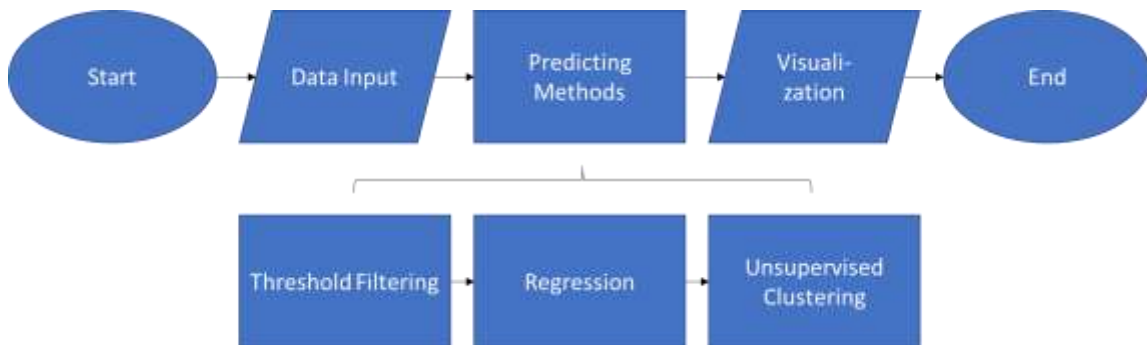 Start
Data Input
Predicting
Methods
Visuali-
zation
End
Threshold Filtering
Regression
Unsupervised
Clustering